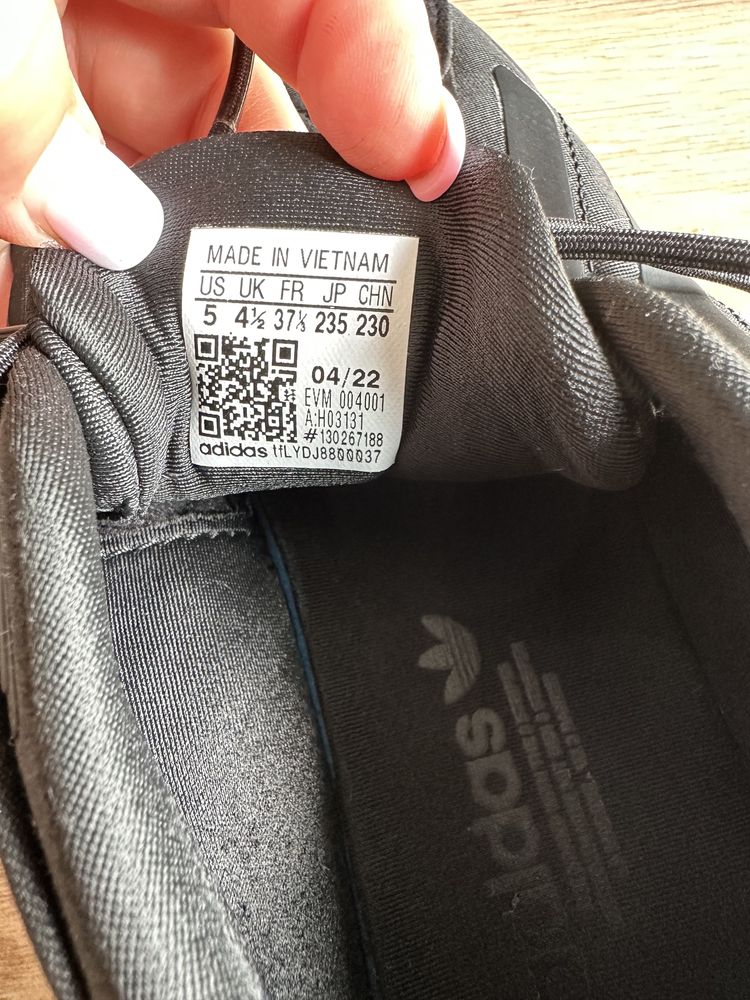 MADE IN VIETNAM
US UK FR JP CHN
5 4½ 37⅓ 235 230
04/22
EVM 004001
A:H03131
#130267188
adidas tfLYDJ8800037
adidas